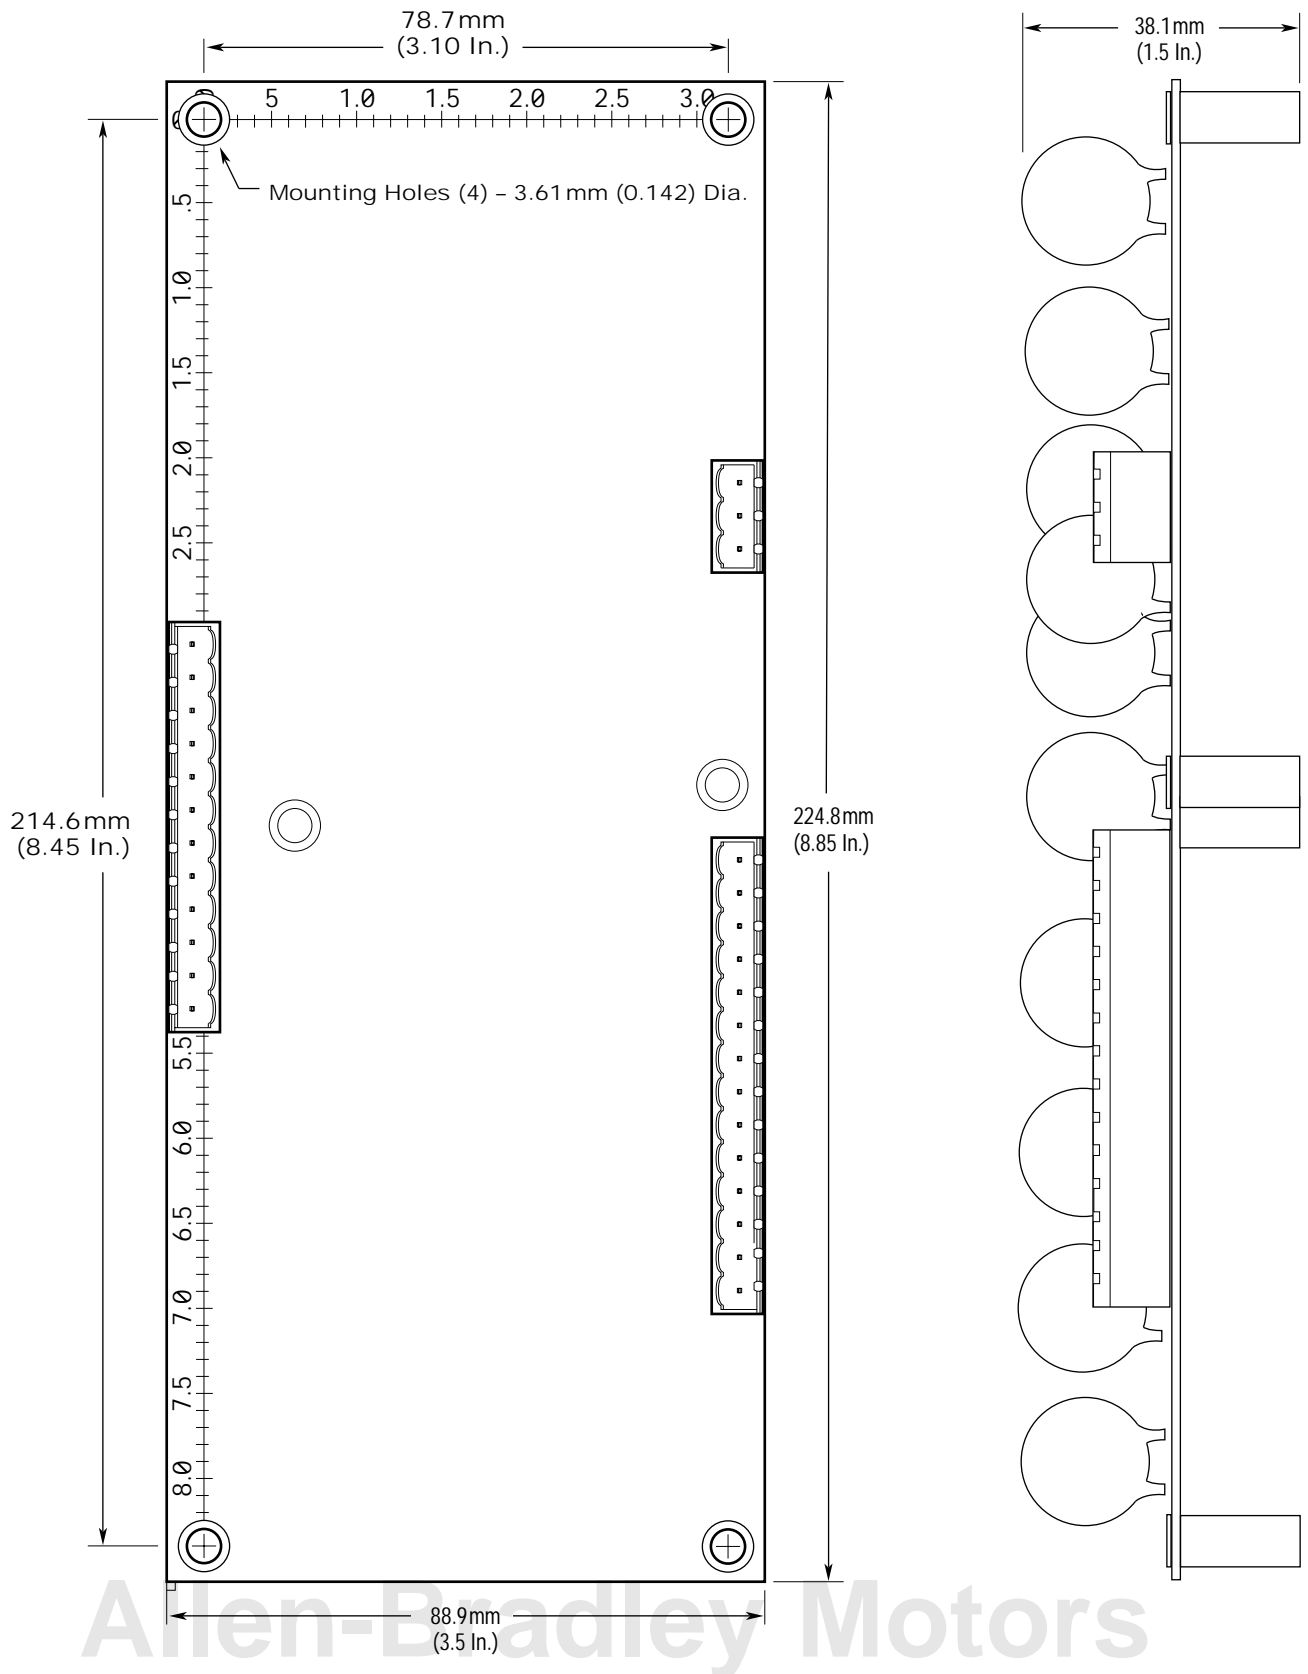 78.7mm
(3.10 In.)
38.1mm
(1.5 In.)
0
5 1.0 1.5 2.0 2.5 3.0
0
Mounting Holes (4) – 3.61mm (0.142) Dia.
.5
1.0
1.5
2.0
2.5
214.6mm
(8.45 In.)
224.8mm
(8.85 In.)
5.5
6.0
6.5
7.0
7.5
8.0
Allen-Bradley Motors
88.9mm
(3.5 In.)